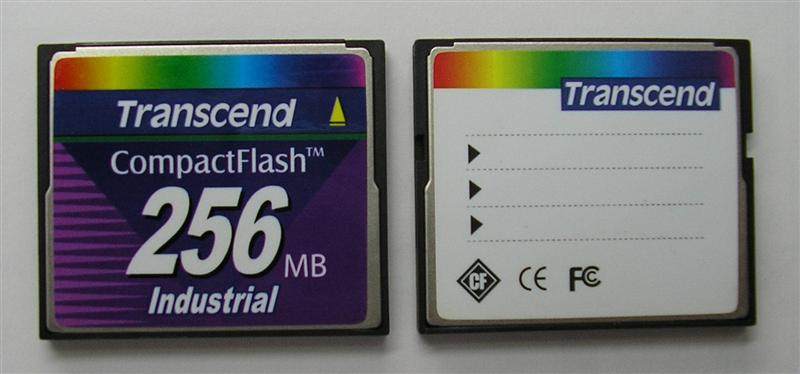 Transcend
CompactFlash™
256 MB
Industrial
Transcend
CF CE FC